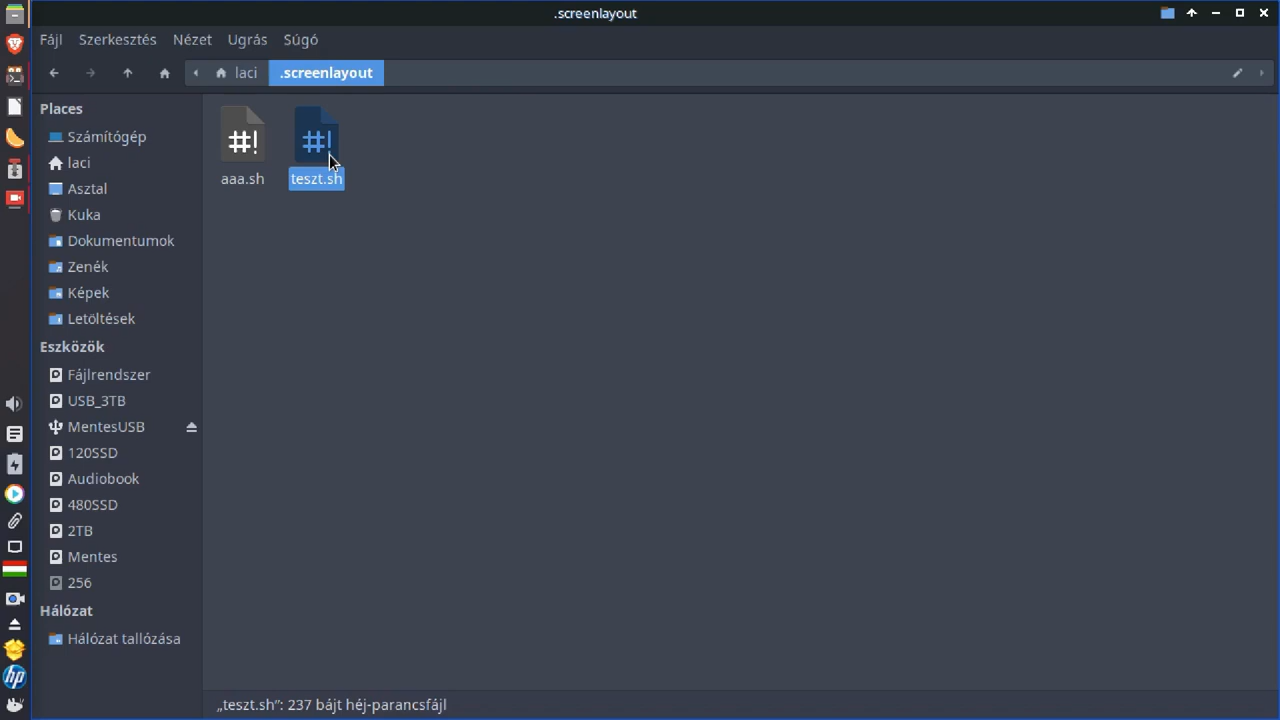 .screenlayout
Fájl Szerkesztés Nézet Ugrás Súgó
laci .screenlayout
Places
Számítógép
laci
Asztal
Kuka
Dokumentumok
Zenék
Képek
Letöltések
Eszközök
Fájlrendszer
USB_3TB
MentesUSB
120SSD
Audiobook
480SSD
2TB
Mentes
256
Hálózat
Hálózat tallózása
#! #!
aaa.sh teszt.sh
„teszt.sh”: 237 bájt héj-parancsfájl
hp